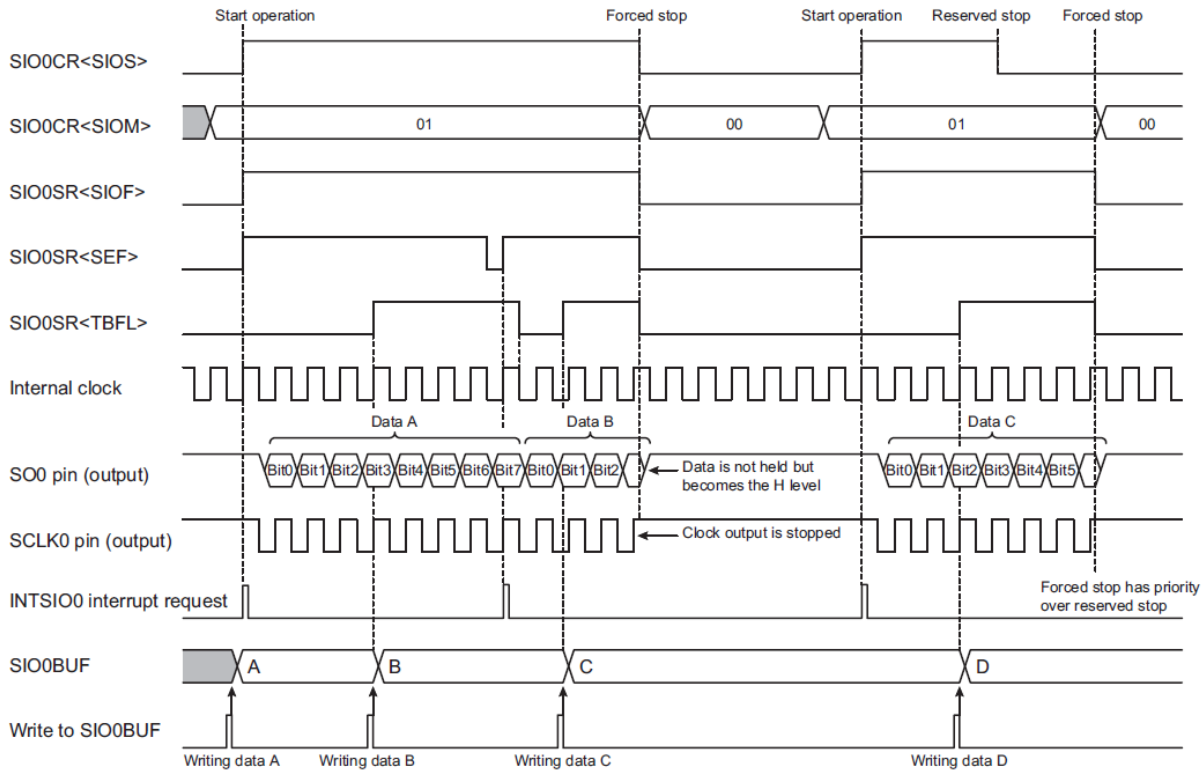 Start operation Forced stop Start operation Reserved stop Forced stop
SIO0CR<SIOS>
SIO0CR<SIOM> 01 00 01 00
SIO0SR<SIOF>
SIO0SR<SEF>
SIO0SR<TBFL>
Internal clock
Data A Data B Data C
SO0 pin (output) Bit0 Bit1 Bit2 Bit3 Bit4 Bit5 Bit6 Bit7 Bit0 Bit1 Bit2 Data is not held but Bit0 Bit1 Bit2 Bit3 Bit4 Bit5
becomes the H level
SCLK0 pin (output) Clock output is stopped
INTSIO0 interrupt request Forced stop has priority
over reserved stop
SIO0BUF A B C D
Write to SIO0BUF
Writing data A Writing data B Writing data C Writing data D